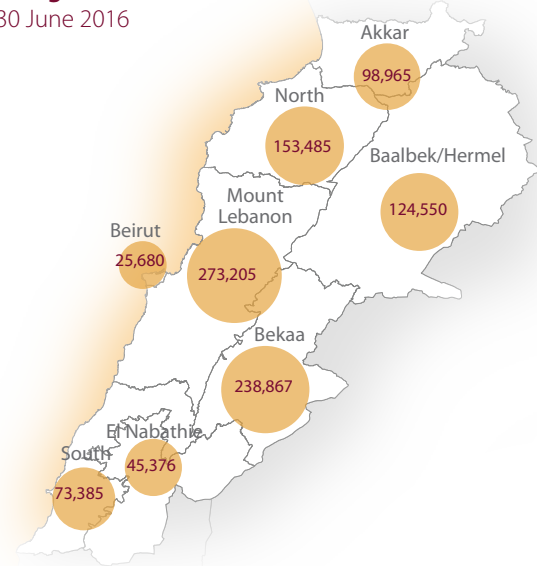 30 June 2016
Akkar
98,965
North
153,485
Baalbek/Hermel
124,550
Mount
Lebanon
273,205
Beirut
25,680
Bekaa
238,867
El Nabathie
45,376
South
73,385